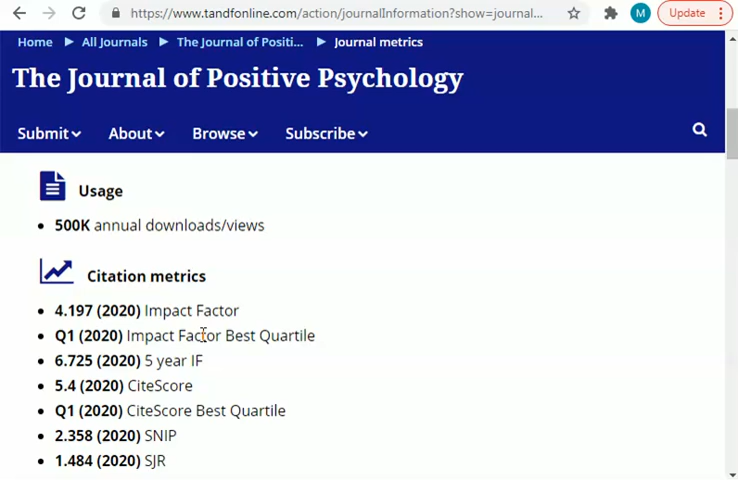 https://www.tandfonline.com/action/journalInformation?show=journal...
M
Update
Home
All Journals
The Journal of Positi...
Journal metrics
The Journal of Positive Psychology
Submit
About
Browse
Subscribe
Usage
500K annual downloads/views
Citation metrics
4.197 (2020) Impact Factor
Q1 (2020) Impact Factor Best Quartile
6.725 (2020) 5 year IF
5.4 (2020) CiteScore
Q1 (2020) CiteScore Best Quartile
2.358 (2020) SNIP
1.484 (2020) SJR